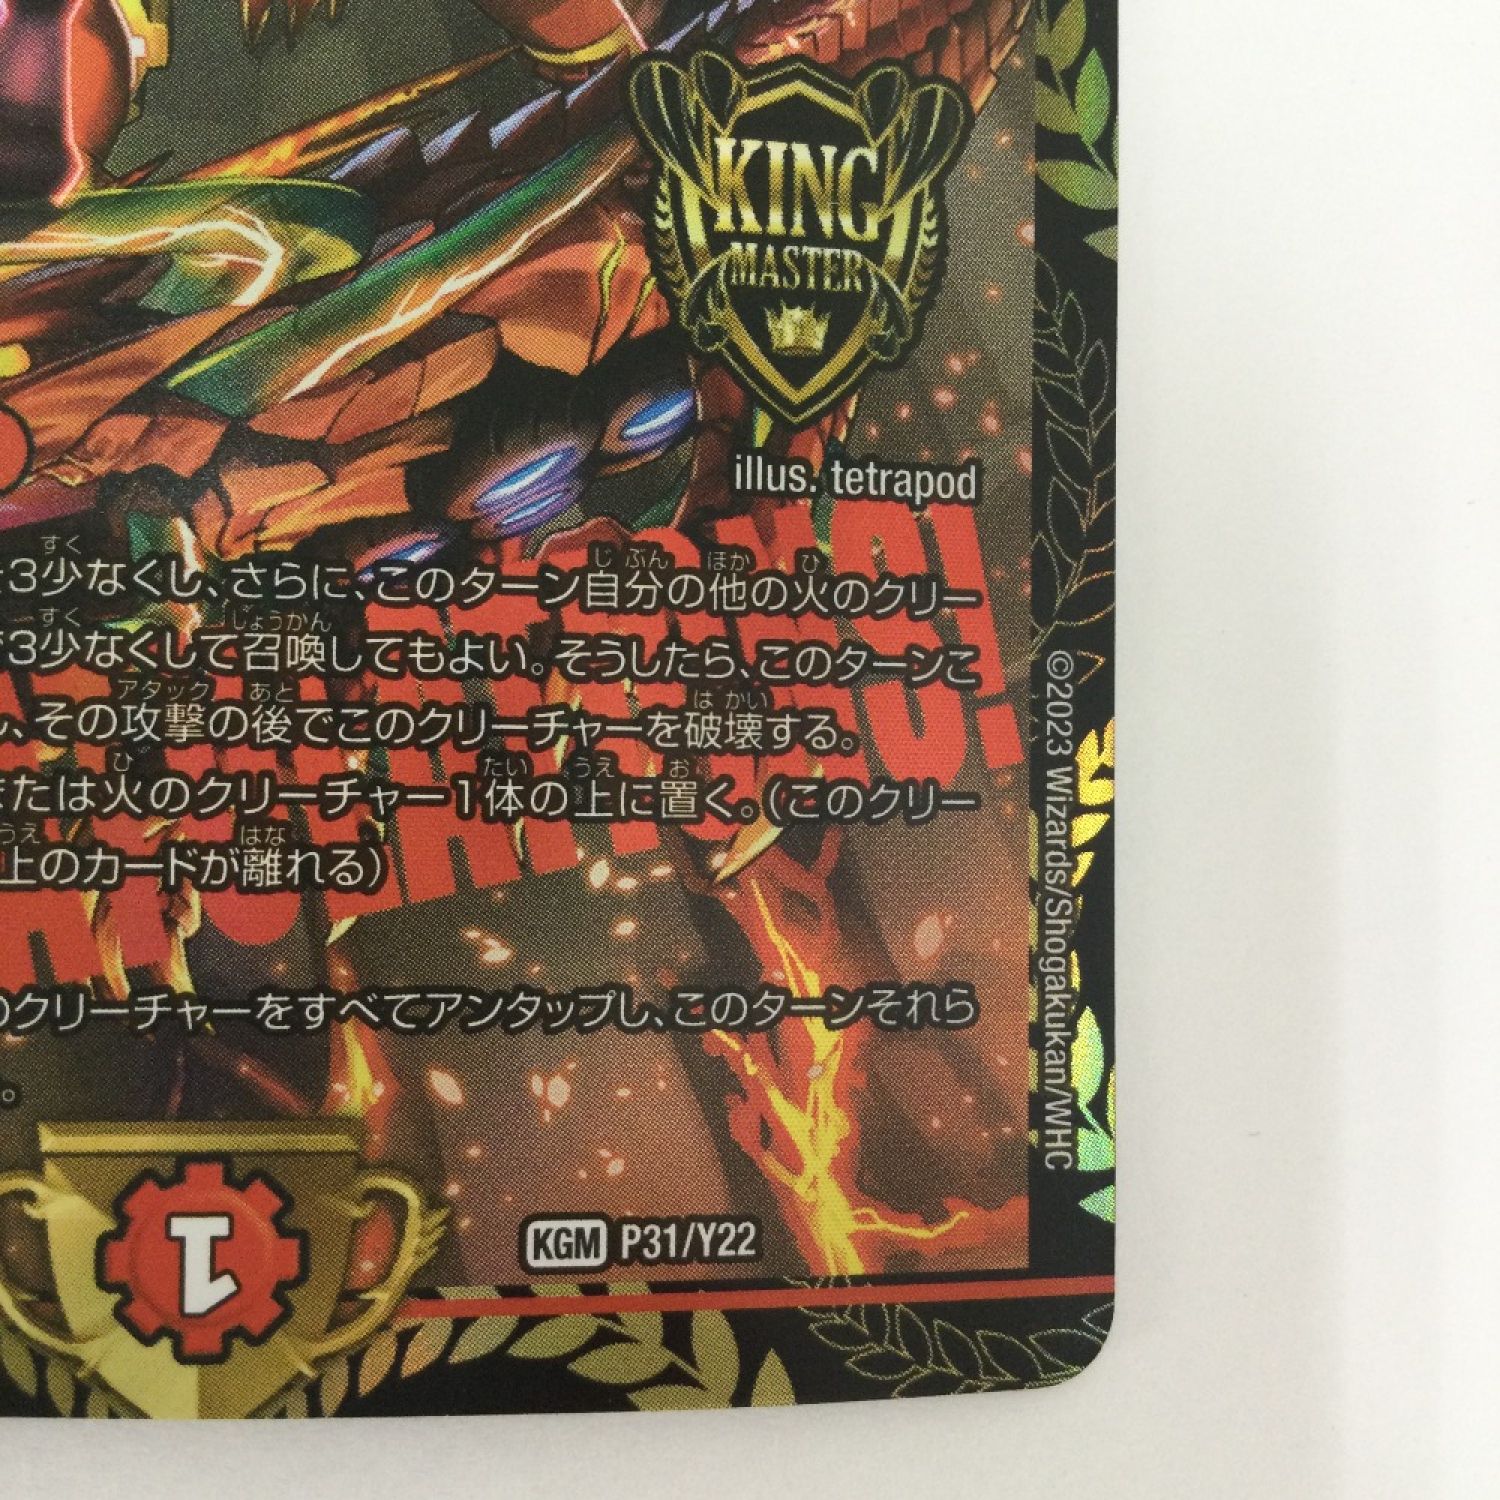 KING
MASTER
illus. tetrapod
3少なくし、さらに、このターン自分の他の火のクリー
3少なくして召喚してもよい。そうしたら、このターンこ
、その攻撃の後でこのクリーチャーを破壊する。
たは火のクリーチャー1体の上に置く。(このクリー
上のカードが離れる)
のクリーチャーをすべてアンタップし、このターンそれら
。
1
KGM P31/Y22
©2023 Wizards/Shogakukan/WHC